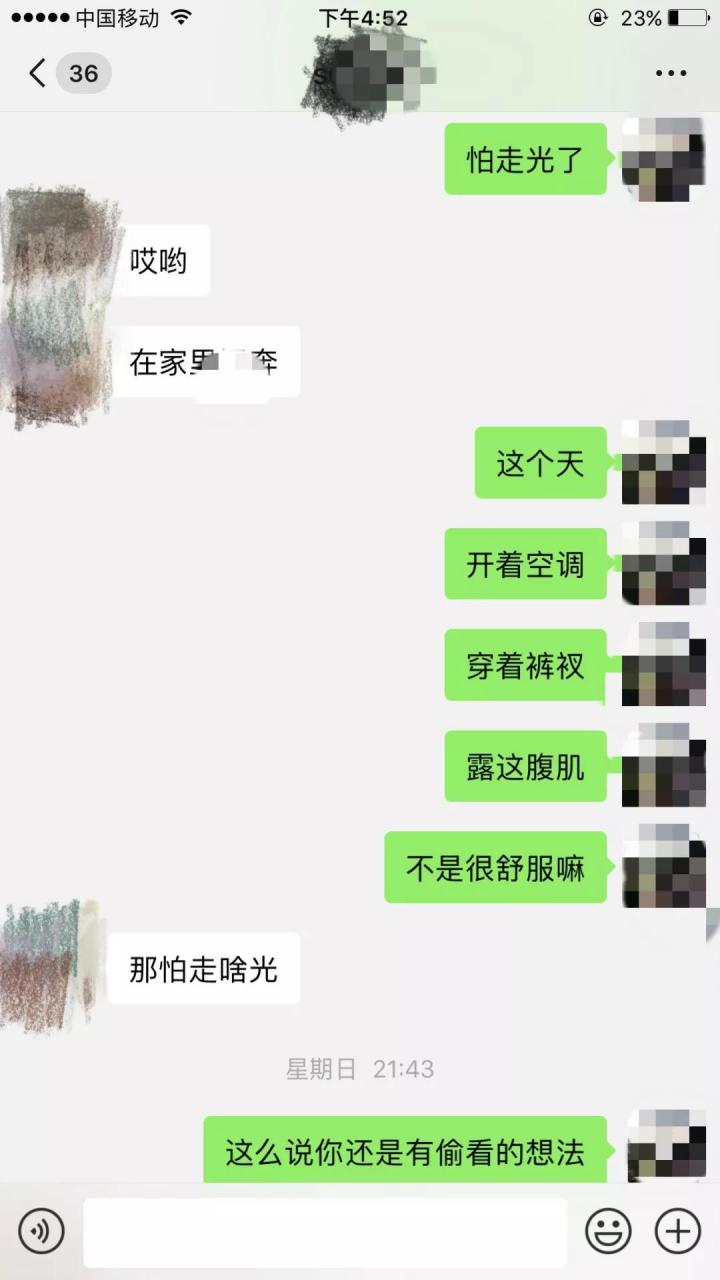 中国移动 下午4:52 23%
36
怕走光了
哎哟
在家里 奔
这个天
开着空调
穿着裤衩
露这腹肌
不是很舒服嘛
那怕走啥光
星期日 21:43
这么说你还是有偷看的想法